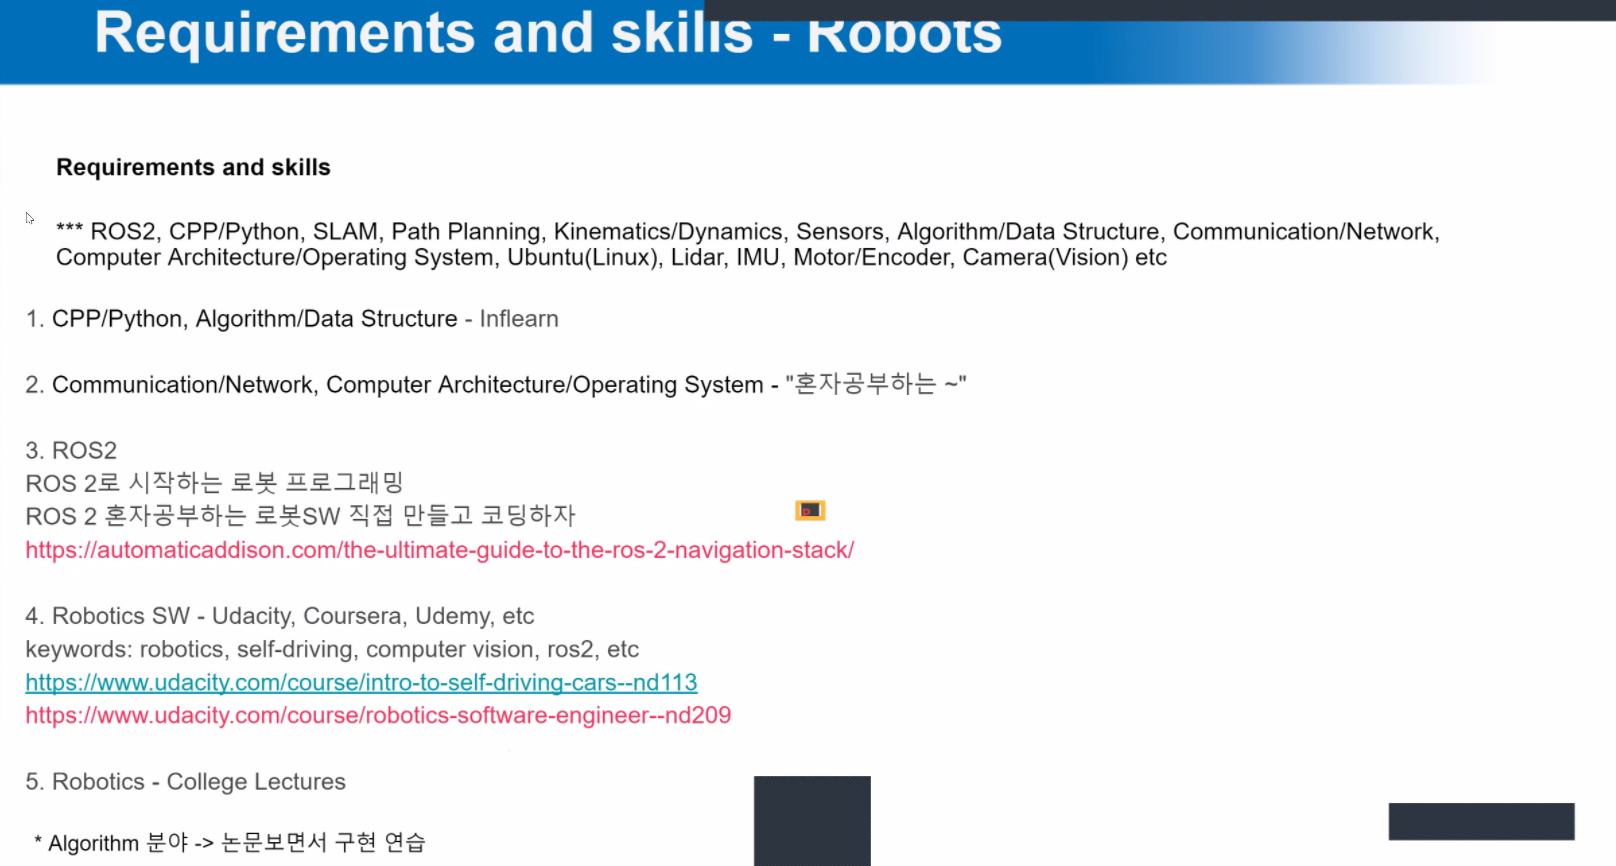 Requirements and skills - Robots
Requirements and skills
*** ROS2, CPP/Python, SLAM, Path Planning, Kinematics/Dynamics, Sensors, Algorithm/Data Structure, Communication/Network,
Computer Architecture/Operating System, Ubuntu(Linux), Lidar, IMU, Motor/Encoder, Camera(Vision) etc
1. CPP/Python, Algorithm/Data Structure - Inflearn
2. Communication/Network, Computer Architecture/Operating System - "혼자공부하는 ~"
3. ROS2
ROS 2로 시작하는 로봇 프로그래밍
ROS 2 혼자공부하는 로봇SW 직접 만들고 코딩하자
https://automaticaddison.com/the-ultimate-guide-to-the-ros-2-navigation-stack/
4. Robotics SW - Udacity, Coursera, Udemy, etc
keywords: robotics, self-driving, computer vision, ros2, etc
https://www.udacity.com/course/intro-to-self-driving-cars--nd113
https://www.udacity.com/course/robotics-software-engineer--nd209
5. Robotics - College Lectures
* Algorithm 분야 -> 논문보면서 구현 연습